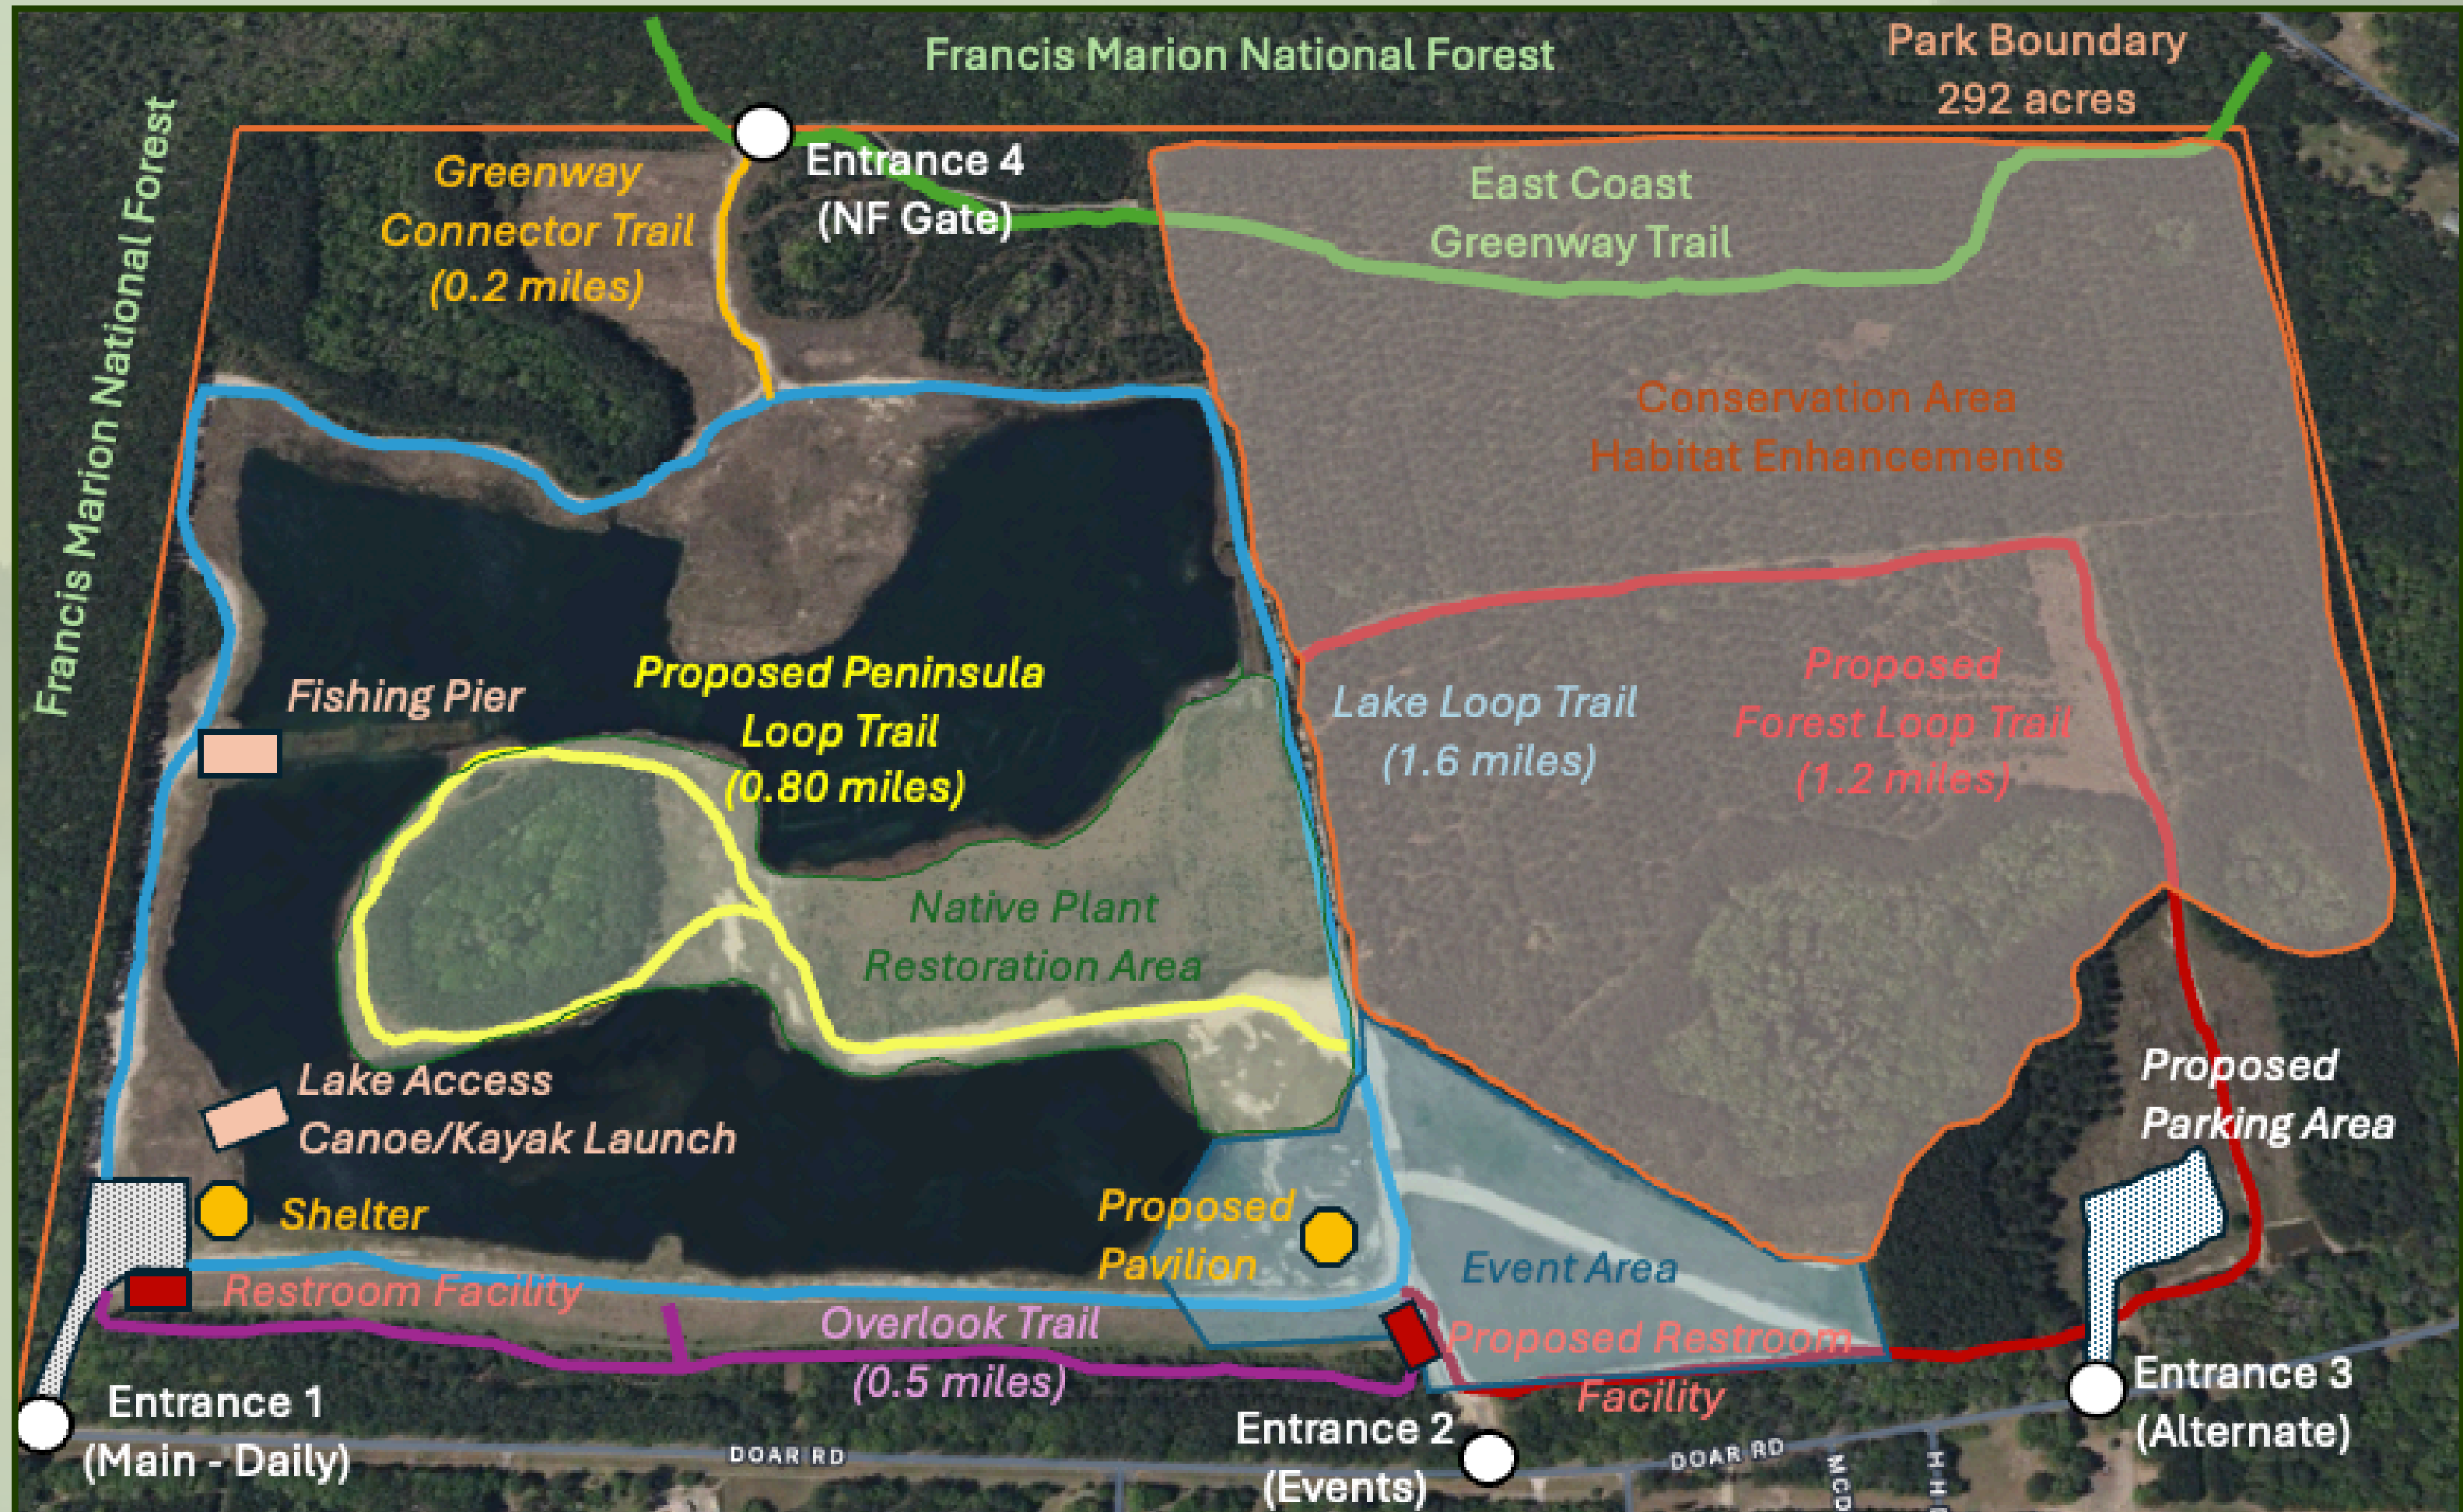 Francis Marion National Forest
Park Boundary
292 acres
Francis Marion National Forest
Greenway
Connector Trail
(0.2 miles)
Entrance 4
(NF Gate)
East Coast
Greenway Trail
Conservation Area
Habitat Enhancements
Fishing Pier
Proposed Peninsula
Loop Trail
(0.80 miles)
Lake Loop Trail
(1.6 miles)
Proposed
Forest Loop Trail
(1.2 miles)
Native Plant
Restoration Area
Lake Access
Canoe/Kayak Launch
Proposed
Parking Area
Shelter
Proposed
Pavilion
Event Area
Restroom Facility
Overlook Trail
(0.5 miles)
Proposed Restroom
Facility
Entrance 1
(Main - Daily)
DOAR RD
Entrance 2
(Events)
DOAR RD
MCD
H H
Entrance 3
(Alternate)